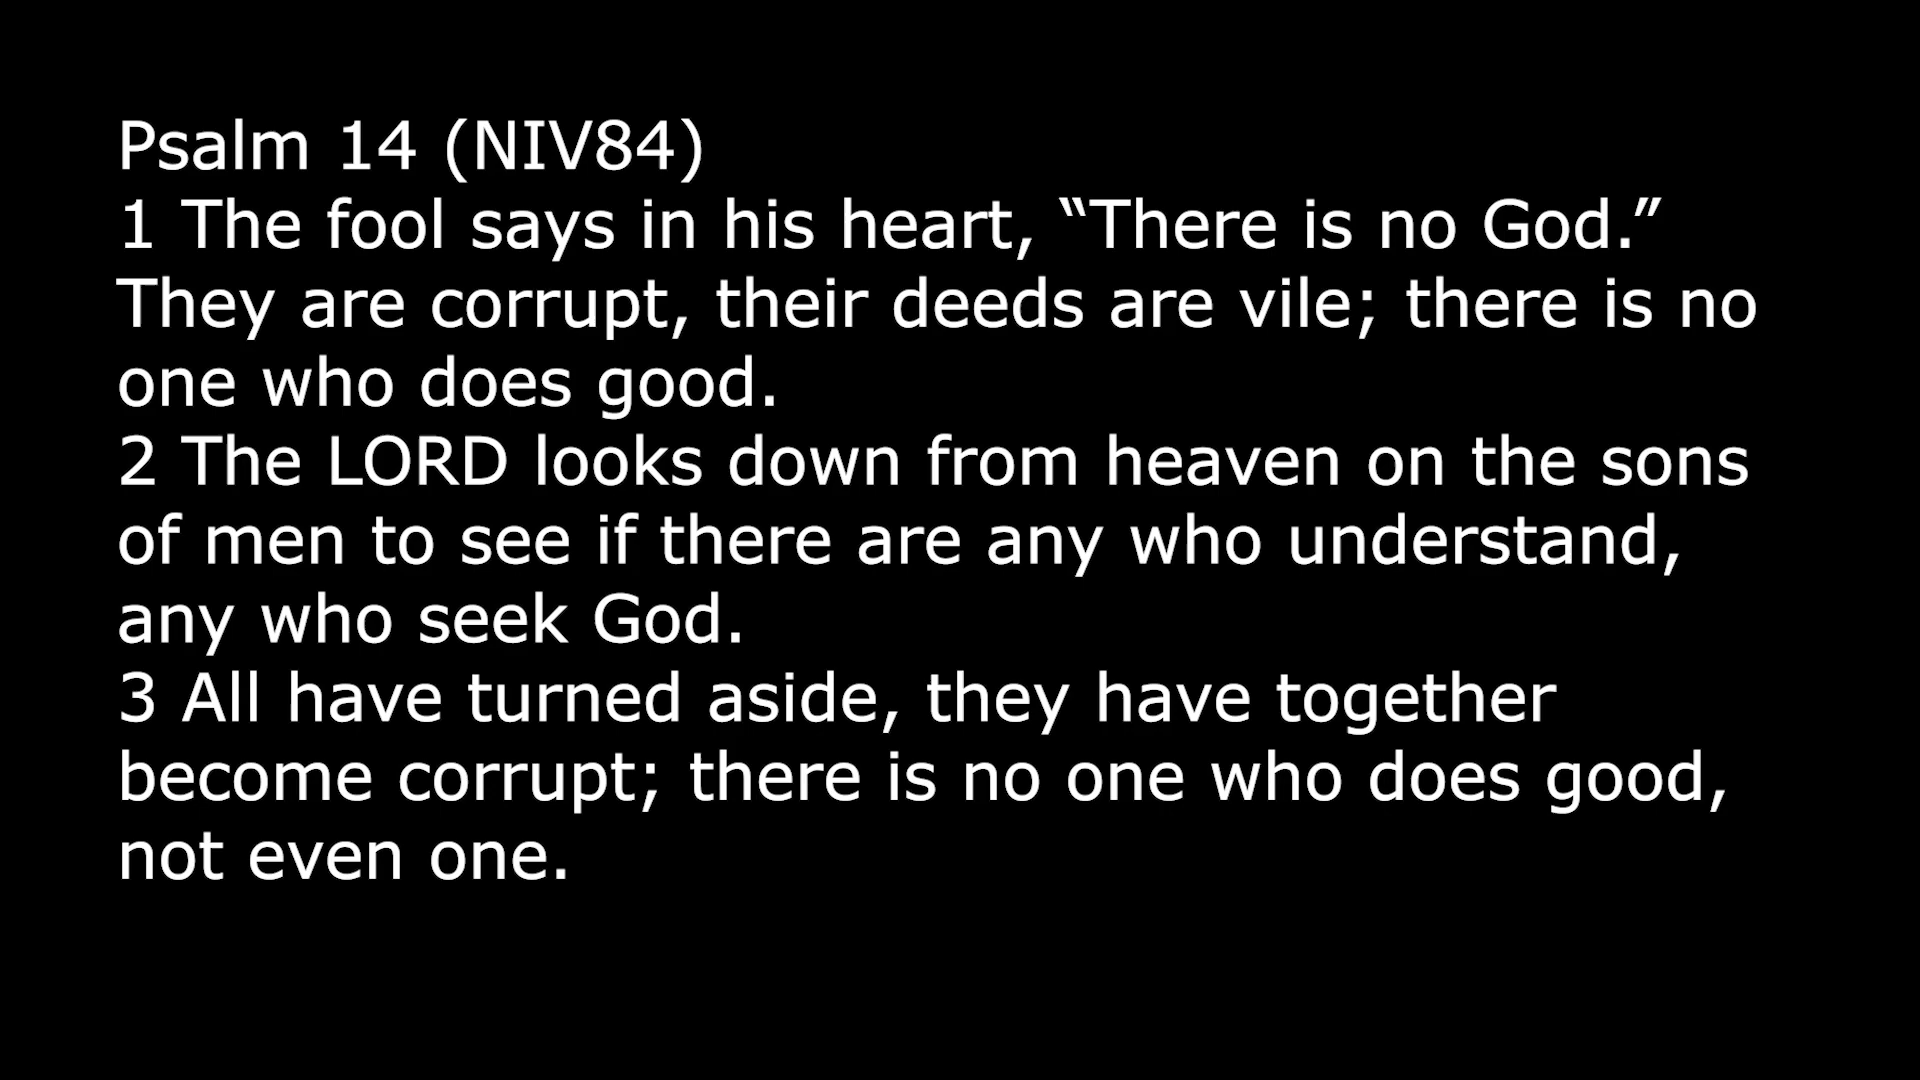 Psalm 14 (NIV84)
1 The fool says in his heart, “There is no God.”
They are corrupt, their deeds are vile; there is no
one who does good.
2 The LORD looks down from heaven on the sons
of men to see if there are any who understand,
any who seek God.
3 All have turned aside, they have together
become corrupt; there is no one who does good,
not even one.